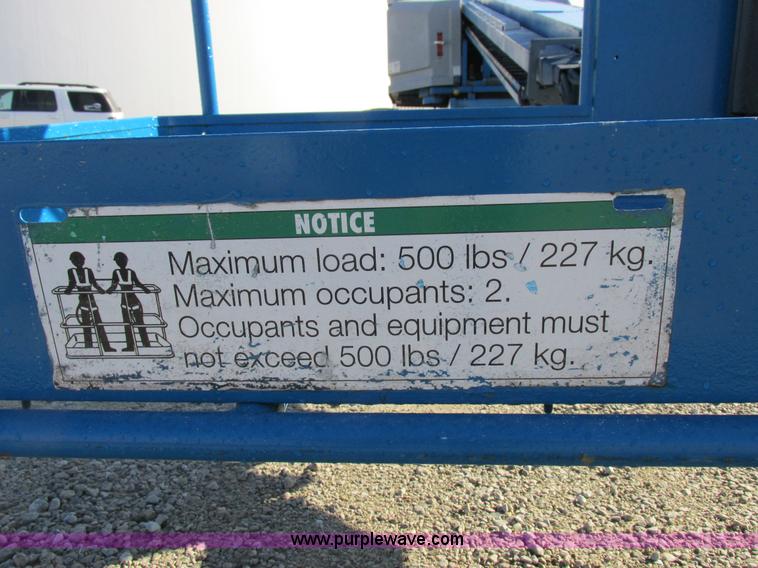 NOTICE
Maximum load: 500 lbs / 227 kg.
Maximum occupants: 2.
Occupants and equipment must
not exceed 500 lbs / 227 kg.
www.purplewave.com